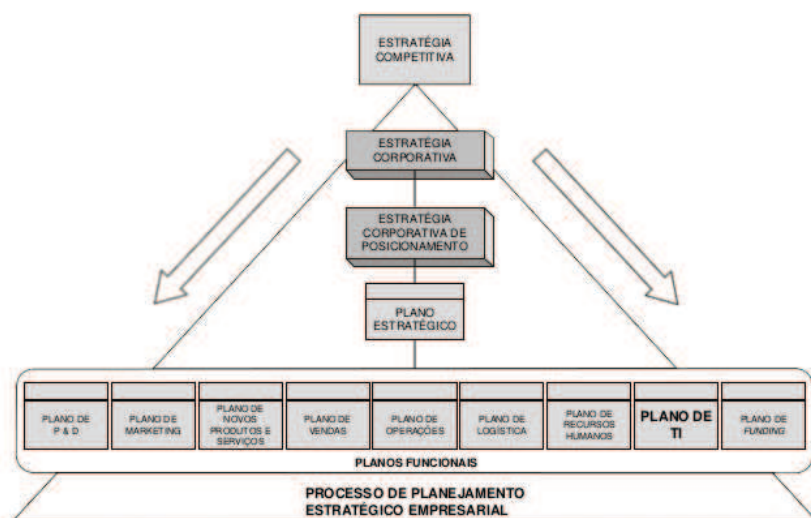 ESTRATÉGIA
COMPETITIVA
ESTRATÉGIA
CORPORATIVA
ESTRATÉGIA
CORPORATIVA DE
POSICIONAMENTO
PLANO
ESTRATÉGICO
PLANO DE
P & D
PLANO DE
MARKETING
PLANO DE
NOVOS
PRODUTOS E
SERVIÇOS
PLANO DE
VENDAS
PLANO DE
OPERAÇÕES
PLANO DE
LOGÍSTICA
PLANO DE
RECURSOS
HUMANOS
PLANO DE
TI
PLANO DE
FUNDING
PLANOS FUNCIONAIS
PROCESSO DE PLANEJAMENTO
ESTRATÉGICO EMPRESARIAL